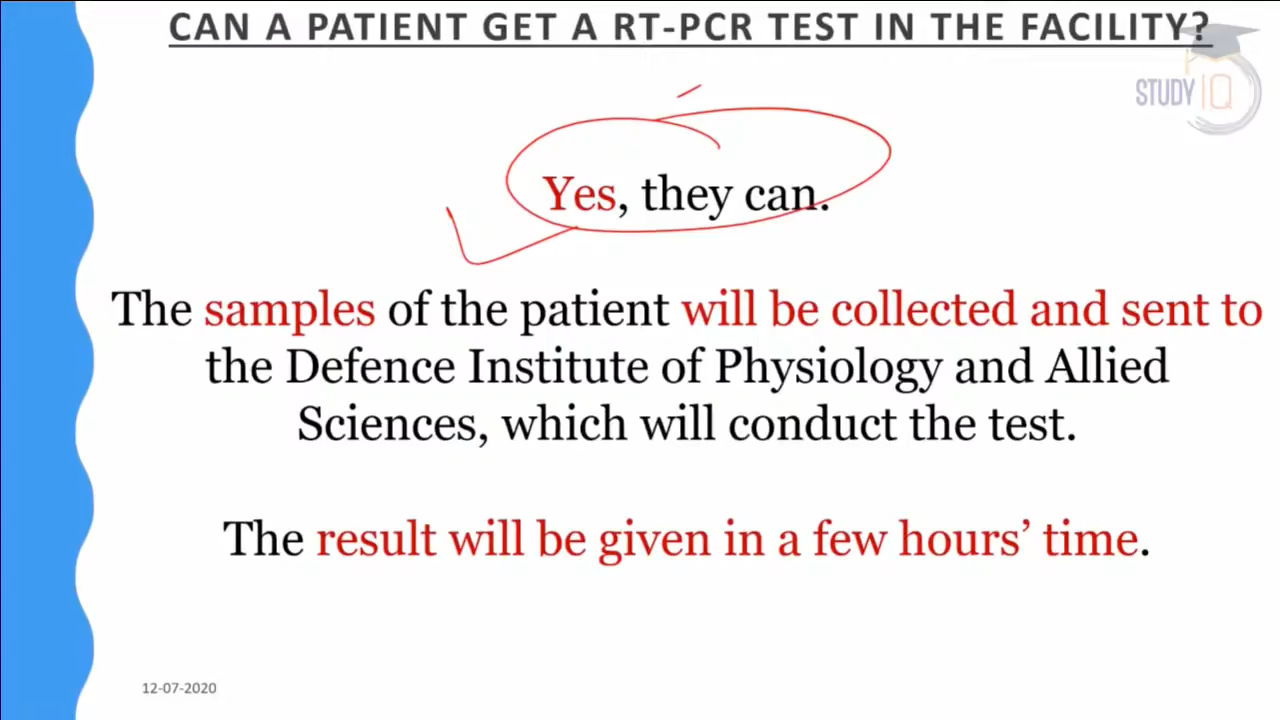 CAN A PATIENT GET A RT-PCR TEST IN THE FACILITY?
STUDY IQ
Yes, they can.
The samples of the patient will be collected and sent to
the Defence Institute of Physiology and Allied
Sciences, which will conduct the test.
The result will be given in a few hours’ time.
12-07-2020